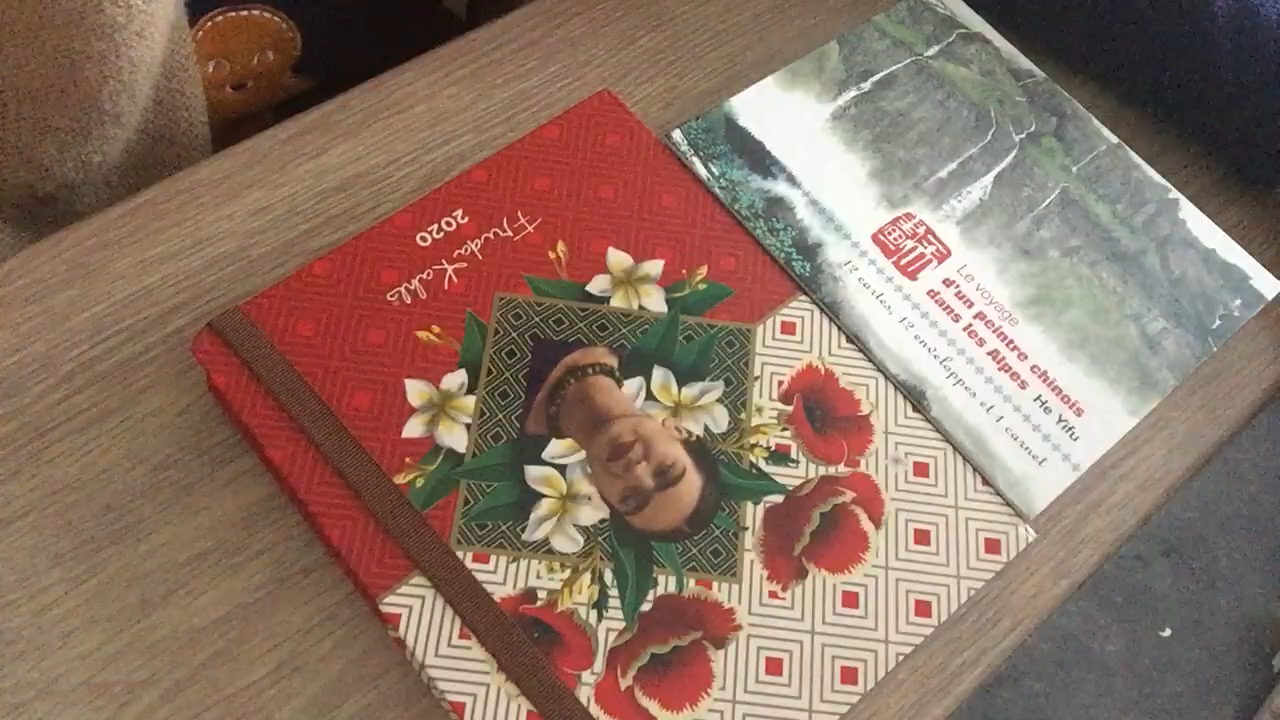 Frida Kahlo
2020
Le voyage
d'un peintre chinois
dans les Alpes He Yifu
12 cartes, 12 enveloppes et 1 carnet